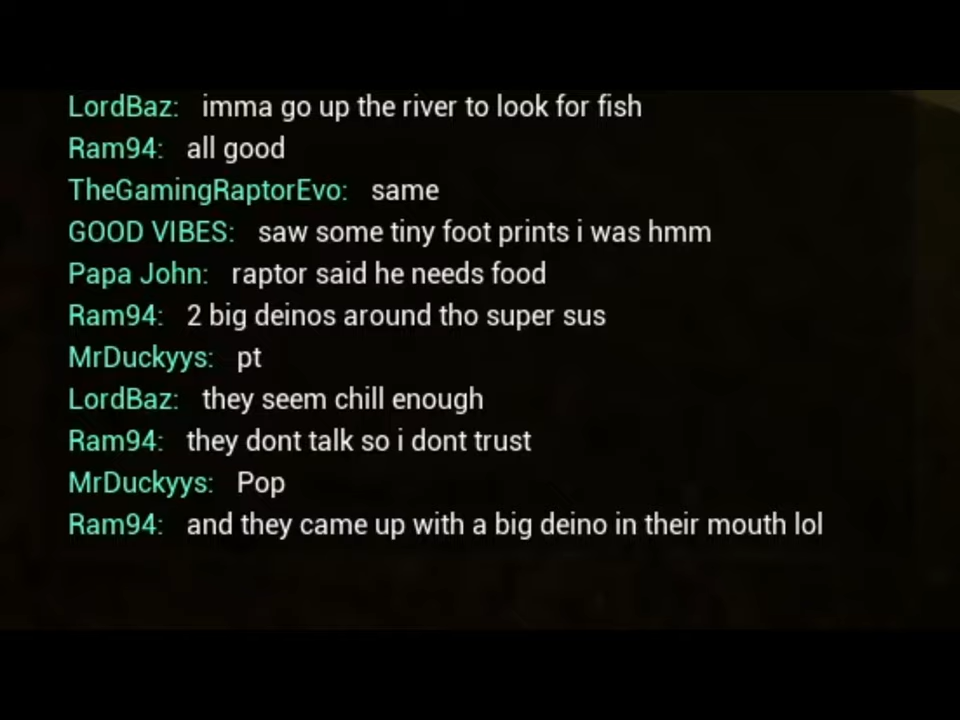 LordBaz: imma go up the river to look for fish
Ram94: all good
TheGamingRaptorEvo: same
GOOD VIBES: saw some tiny foot prints i was hmm
Papa John: raptor said he needs food
Ram94: 2 big deinos around tho super sus
MrDuckyys: pt
LordBaz: they seem chill enough
Ram94: they dont talk so i dont trust
MrDuckyys: Pop
Ram94: and they came up with a big deino in their mouth lol